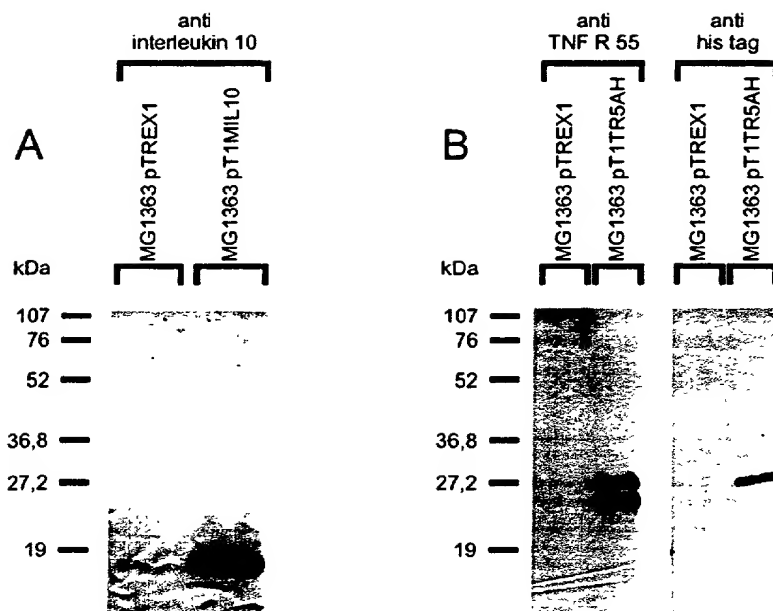 anti
interleukin 10
A
MG1363 pTREX1
MG1363 pT1MIL10
kDa
107
76
52
36,8
27,2
19
anti
TNF R 55
anti
his tag
B
MG1363 pTREX1
MG1363 pT1TR5AH
MG1363 pTREX1
MG1363 pT1TR5AH
kDa
107
76
52
36,8
27,2
19